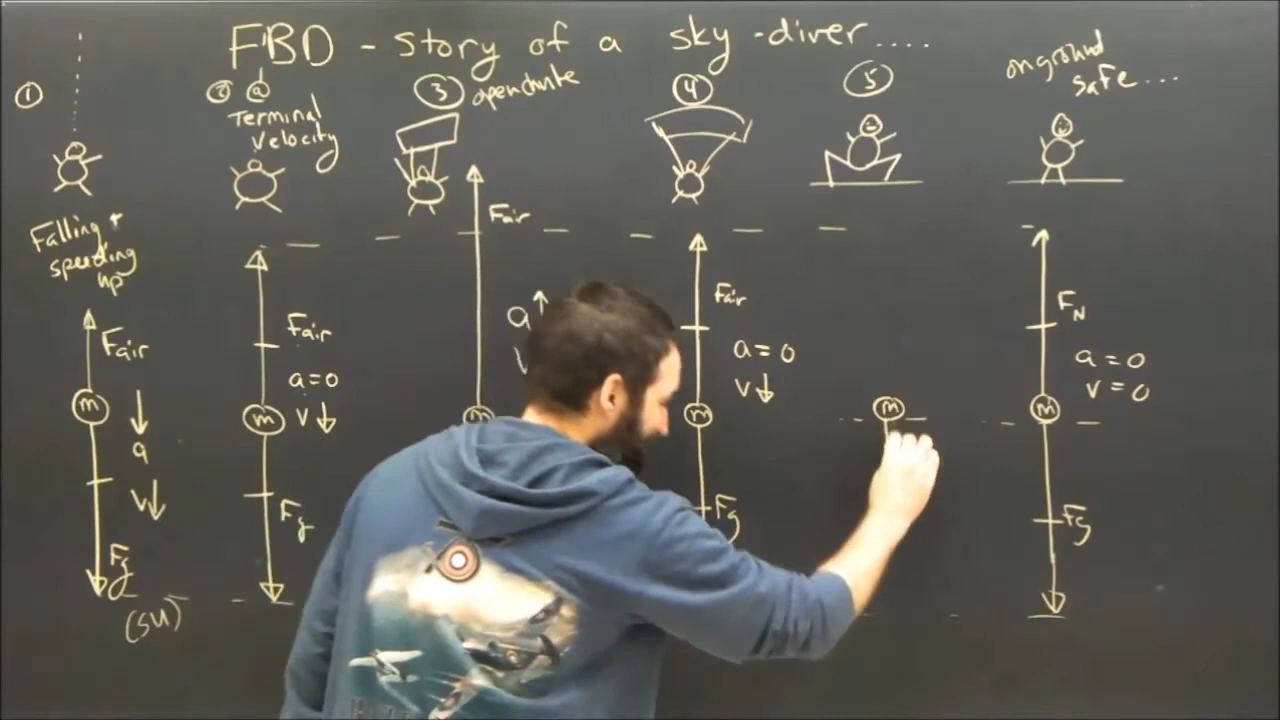 FBD - Story of a sky-diver....
①
② @
Terminal
Velocity
③ open chute
④
⑤
on ground
safe...
Falling +
speeding
up
Fair
m
a
v
Fg
(SU)
Fair
a=0
v
m
Fg
Fair
a
m
Fair
a=0
v
m
Fg
m
FN
a=0
v=0
m
Fg